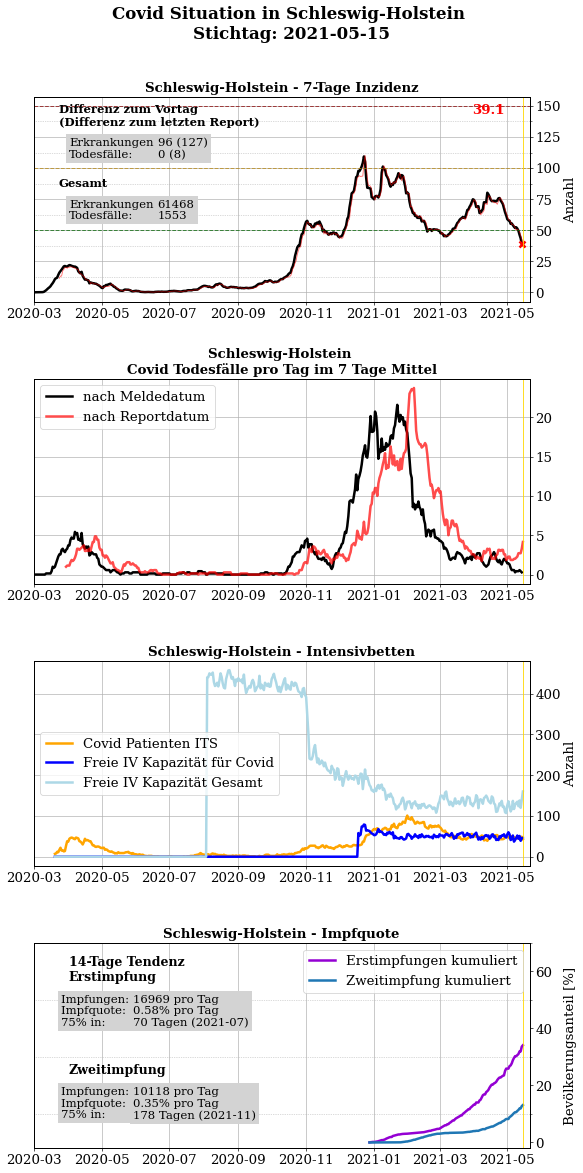 Covid Situation in Schleswig-Holstein
Stichtag: 2021-05-15
Schleswig-Holstein - 7-Tage Inzidenz
Differenz zum Vortag
(Differenz zum letzten Report)
Erkrankungen 96 (127)
Todesfälle: 0 (8)
Gesamt
Erkrankungen 61468
Todesfälle: 1553
39.1
150
125
100
75
50
25
0
Anzahl
2020-03 2020-05 2020-07 2020-09 2020-11 2021-01 2021-03 2021-05
Schleswig-Holstein
Covid Todesfälle pro Tag im 7 Tage Mittel
nach Meldedatum
nach Reportdatum
20
15
10
5
0
2020-03 2020-05 2020-07 2020-09 2020-11 2021-01 2021-03 2021-05
Schleswig-Holstein - Intensivbetten
Covid Patienten ITS
Freie IV Kapazität für Covid
Freie IV Kapazität Gesamt
400
300
200
100
0
Anzahl
2020-03 2020-05 2020-07 2020-09 2020-11 2021-01 2021-03 2021-05
Schleswig-Holstein - Impfquote
14-Tage Tendenz
Erstimpfung
Impfungen: 16969 pro Tag
Impfquote: 0.58% pro Tag
75% in: 70 Tagen (2021-07)
Zweitimpfung
Impfungen: 10118 pro Tag
Impfquote: 0.35% pro Tag
75% in: 178 Tagen (2021-11)
Erstimpfungen kumuliert
Zweitimpfung kumuliert
60
40
20
0
Bevölkerungsanteil [%]
2020-03 2020-05 2020-07 2020-09 2020-11 2021-01 2021-03 2021-05